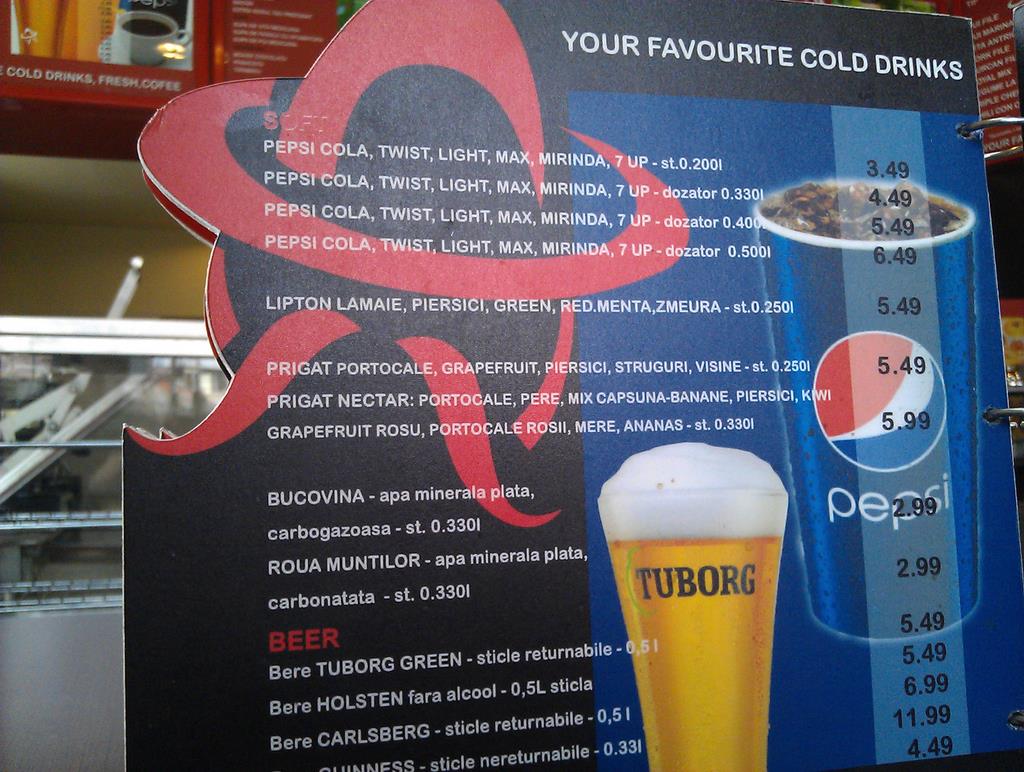 COLD DRINKS, FRESH.COFEE
YOUR FAVOURITE COLD DRINKS
SOFT
PEPSI COLA, TWIST, LIGHT, MAX, MIRINDA, 7 UP - st.0.200l 3.49
PEPSI COLA, TWIST, LIGHT, MAX, MIRINDA, 7 UP - dozator 0.330l 4.49
PEPSI COLA, TWIST, LIGHT, MAX, MIRINDA, 7 UP - dozator 0.400l 5.49
PEPSI COLA, TWIST, LIGHT, MAX, MIRINDA, 7 UP - dozator 0.500l 6.49
LIPTON LAMAIE, PIERSICI, GREEN, RED.MENTA,ZMEURA - st.0.250l 5.49
PRIGAT PORTOCALE, GRAPEFRUIT, PIERSICI, STRUGURI, VISINE - st. 0.250l 5.49
PRIGAT NECTAR: PORTOCALE, PERE, MIX CAPSUNA-BANANE, PIERSICI, KIWI
GRAPEFRUIT ROSU, PORTOCALE ROSII, MERE, ANANAS - st. 0.330l 5.99
BUCOVINA - apa minerala plata,
carbogazoasa - st. 0.330l 2.99
ROUA MUNTILOR - apa minerala plata,
carbonatata - st. 0.330l 2.99
BEER
Bere TUBORG GREEN - sticle returnabile - 0,5 l 5.49
Bere HOLSTEN fara alcool - 0,5L sticla 5.49
Bere CARLSBERG - sticle returnabile - 0,5 l 6.99
Bere GUINNESS - sticle nereturnabile - 0.33l 11.99
4.49
pepsi
TUBORG